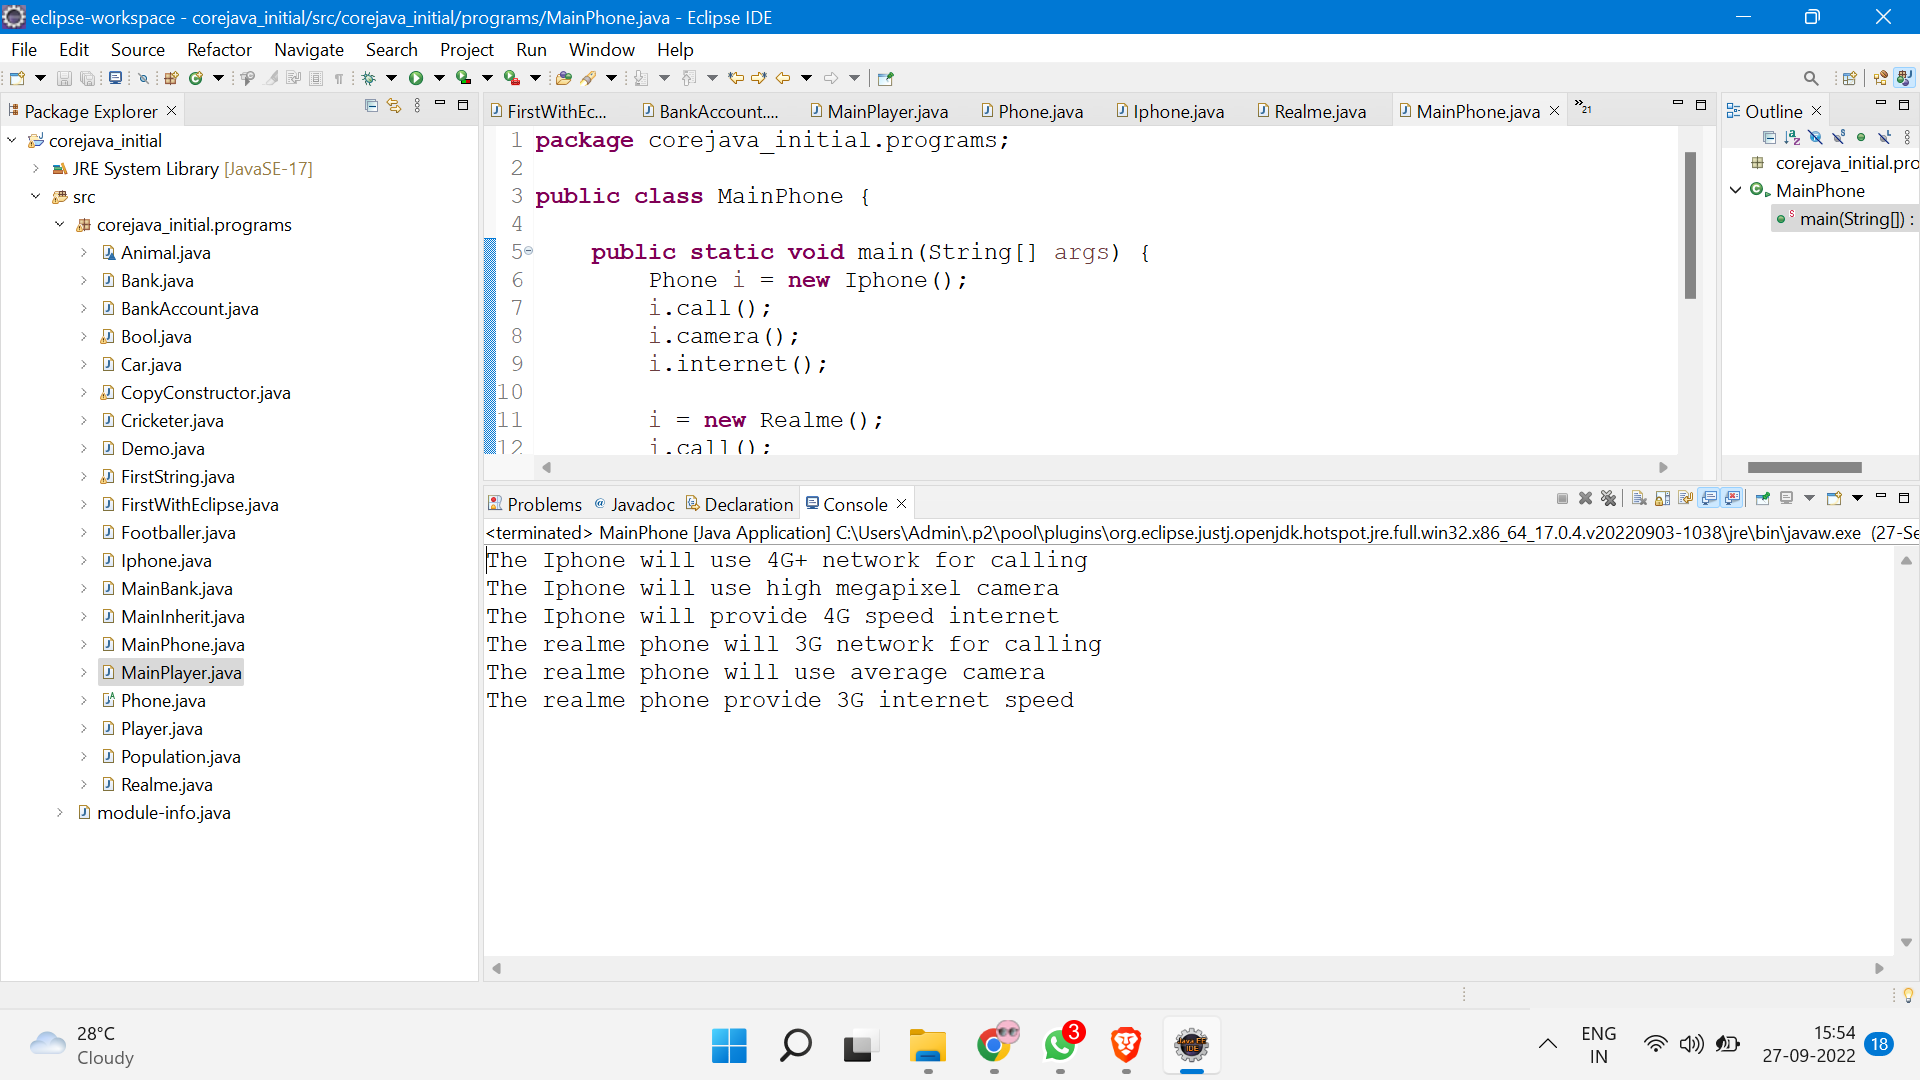 eclipse-workspace - corejava_initial/src/corejava_initial/programs/MainPhone.java - Eclipse IDE
File Edit Source Refactor Navigate Search Project Run Window Help
Package Explorer
corejava_initial
JRE System Library [JavaSE-17]
src
corejava_initial.programs
Animal.java
Bank.java
BankAccount.java
Bool.java
Car.java
CopyConstructor.java
Cricketer.java
Demo.java
FirstString.java
FirstWithEclipse.java
Footballer.java
Iphone.java
MainBank.java
MainInherit.java
MainPhone.java
MainPlayer.java
Phone.java
Player.java
Population.java
Realme.java
module-info.java
FirstWithEc... BankAccount.... MainPlayer.java Phone.java Iphone.java Realme.java MainPhone.java »21
1 package corejava_initial.programs;
2
3 public class MainPhone {
4
5 public static void main(String[] args) {
6 Phone i = new Iphone();
7 i.call();
8 i.camera();
9 i.internet();
10
11 i = new Realme();
12 i.call();
Outline
corejava_initial.pro
MainPhone
main(String[]) :
Problems Javadoc Declaration Console
<terminated> MainPhone [Java Application] C:\Users\Admin\.p2\pool\plugins\org.eclipse.justj.openjdk.hotspot.jre.full.win32.x86_64_17.0.4.v20220903-1038\jre\bin\javaw.exe (27-Se
The Iphone will use 4G+ network for calling
The Iphone will use high megapixel camera
The Iphone will provide 4G speed internet
The realme phone will 3G network for calling
The realme phone will use average camera
The realme phone provide 3G internet speed
28°C
Cloudy
3
Java EE
IDE
ENG
IN
15:54
27-09-2022
18